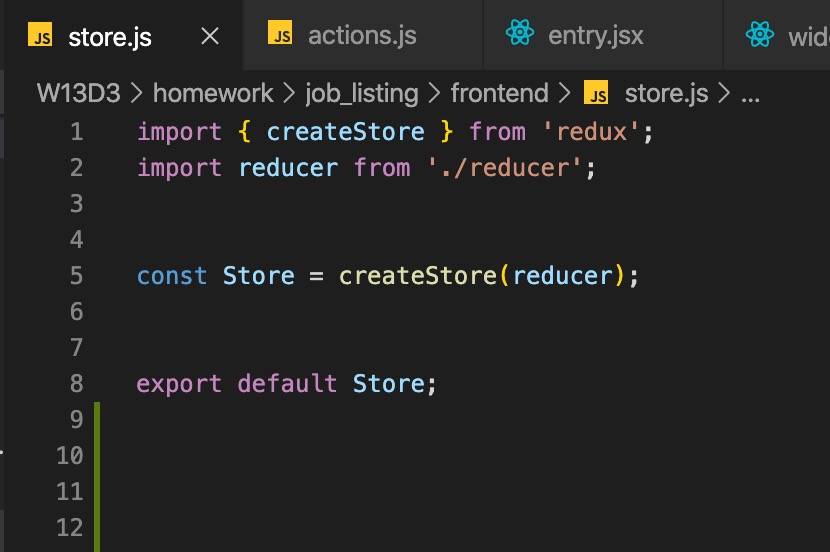 JS store.js × JS actions.js entry.jsx wid
W13D3 > homework > job_listing > frontend > JS store.js > ...
1 import { createStore } from 'redux';
2 import reducer from './reducer';
3
4
5 const Store = createStore(reducer);
6
7
8 export default Store;
9
10
11
12